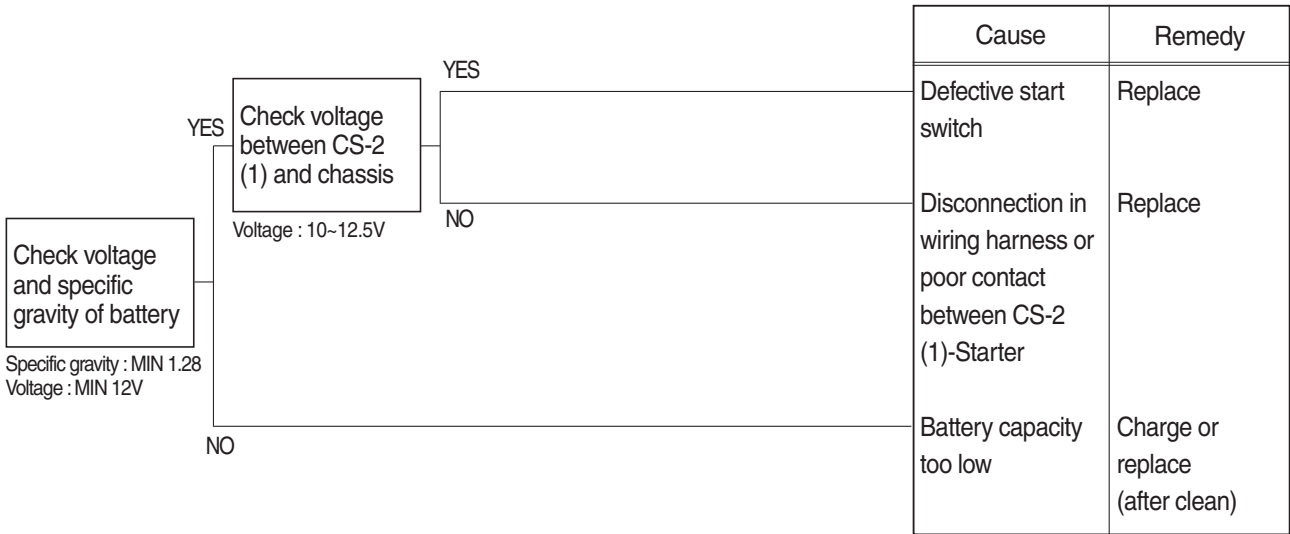 Cause
Remedy
YES
Defective start
switch
Replace
YES
Check voltage
between CS-2
(1) and chassis
Voltage : 10~12.5V
NO
Disconnection in
wiring harness or
poor contact
between CS-2
(1)-Starter
Replace
Check voltage
and specific
gravity of battery
Specific gravity : MIN 1.28
Voltage : MIN 12V
NO
Battery capacity
too low
Charge or
replace
(after clean)